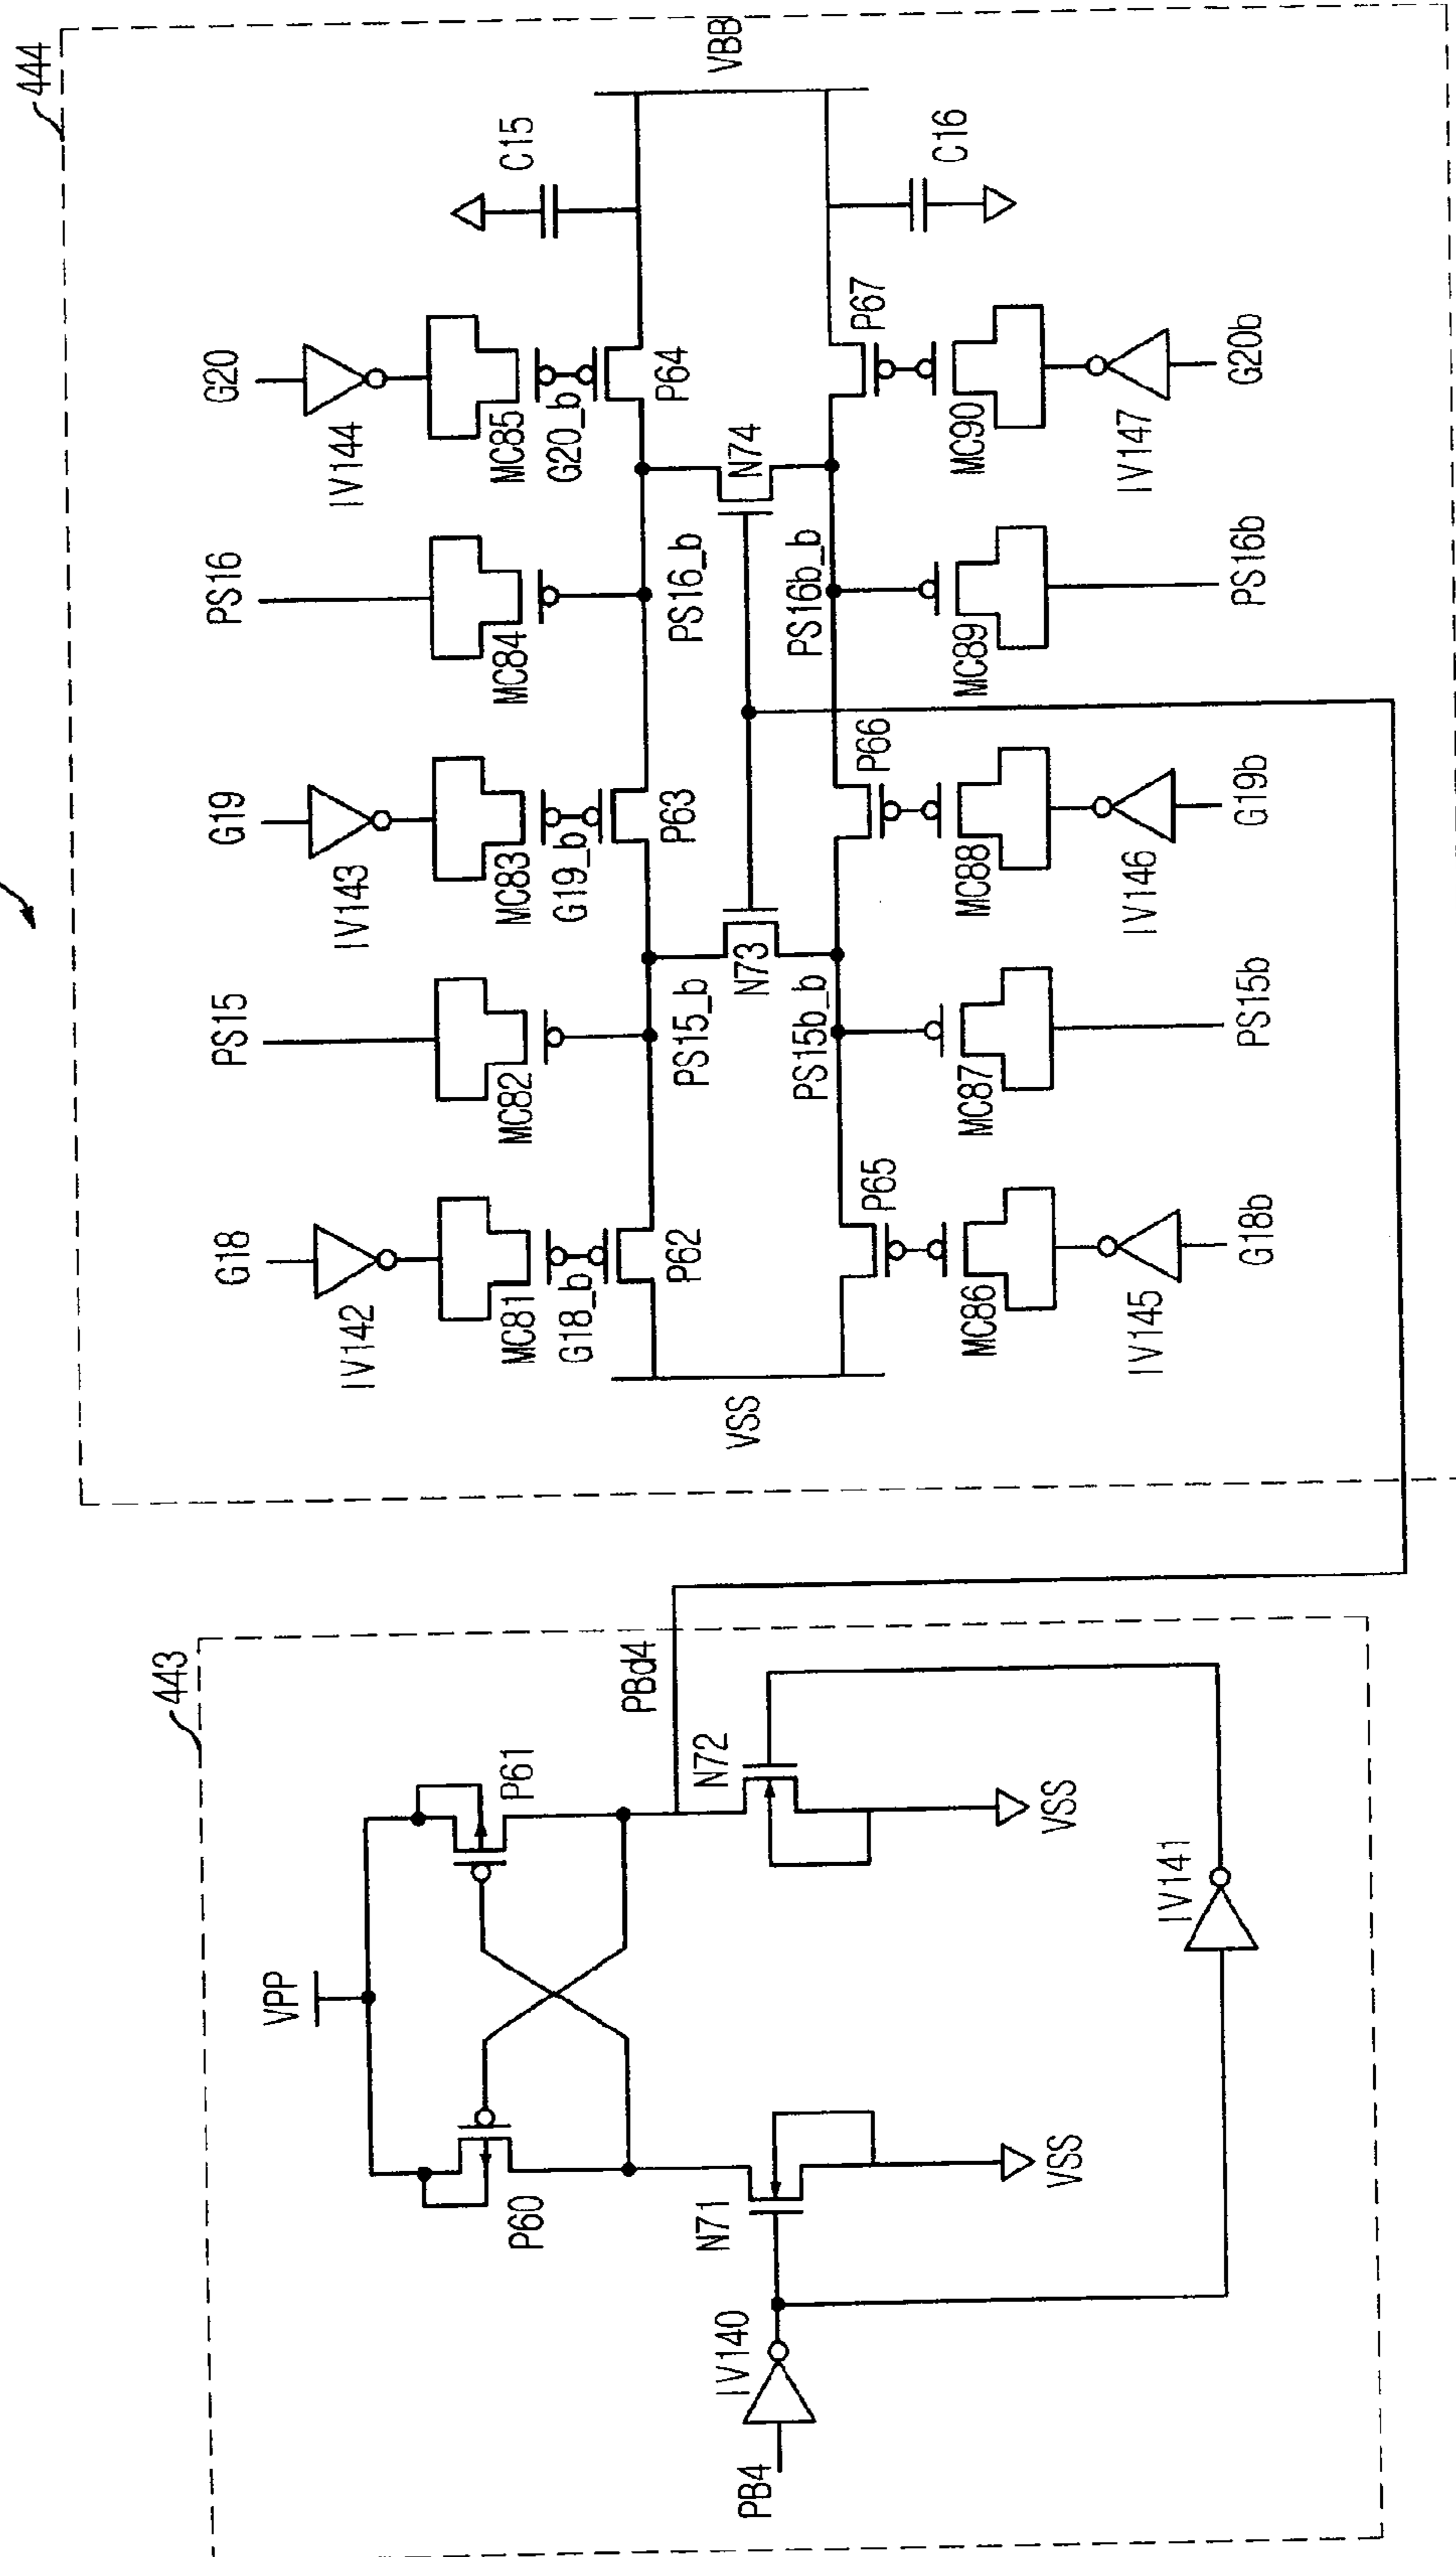 443
VPP
P60
P61
PBd4
N71
N72
VSS
VSS
PB4
IV140
IV141
444
G18
PS15
G19
PS16
G20
IV142
IV143
IV144
MC81
MC82
MC83
MC84
MC85
C15
G18_b
G19_b
G20_b
P62
P63
P64
PS15_b
PS16_b
VSS
N73
N74
VBB
PS15b_b
PS16b_b
P65
P66
P67
C16
MC86
MC87
MC88
MC89
MC90
IV145
IV146
IV147
G18b
PS15b
G19b
PS16b
G20b